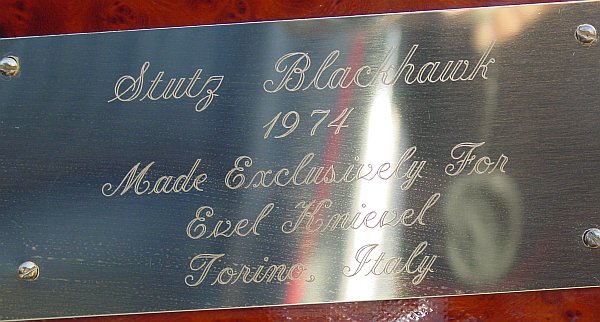 Stutz Blackhawk
1974
Made Exclusively For
Evel Knievel
Torino, Italy